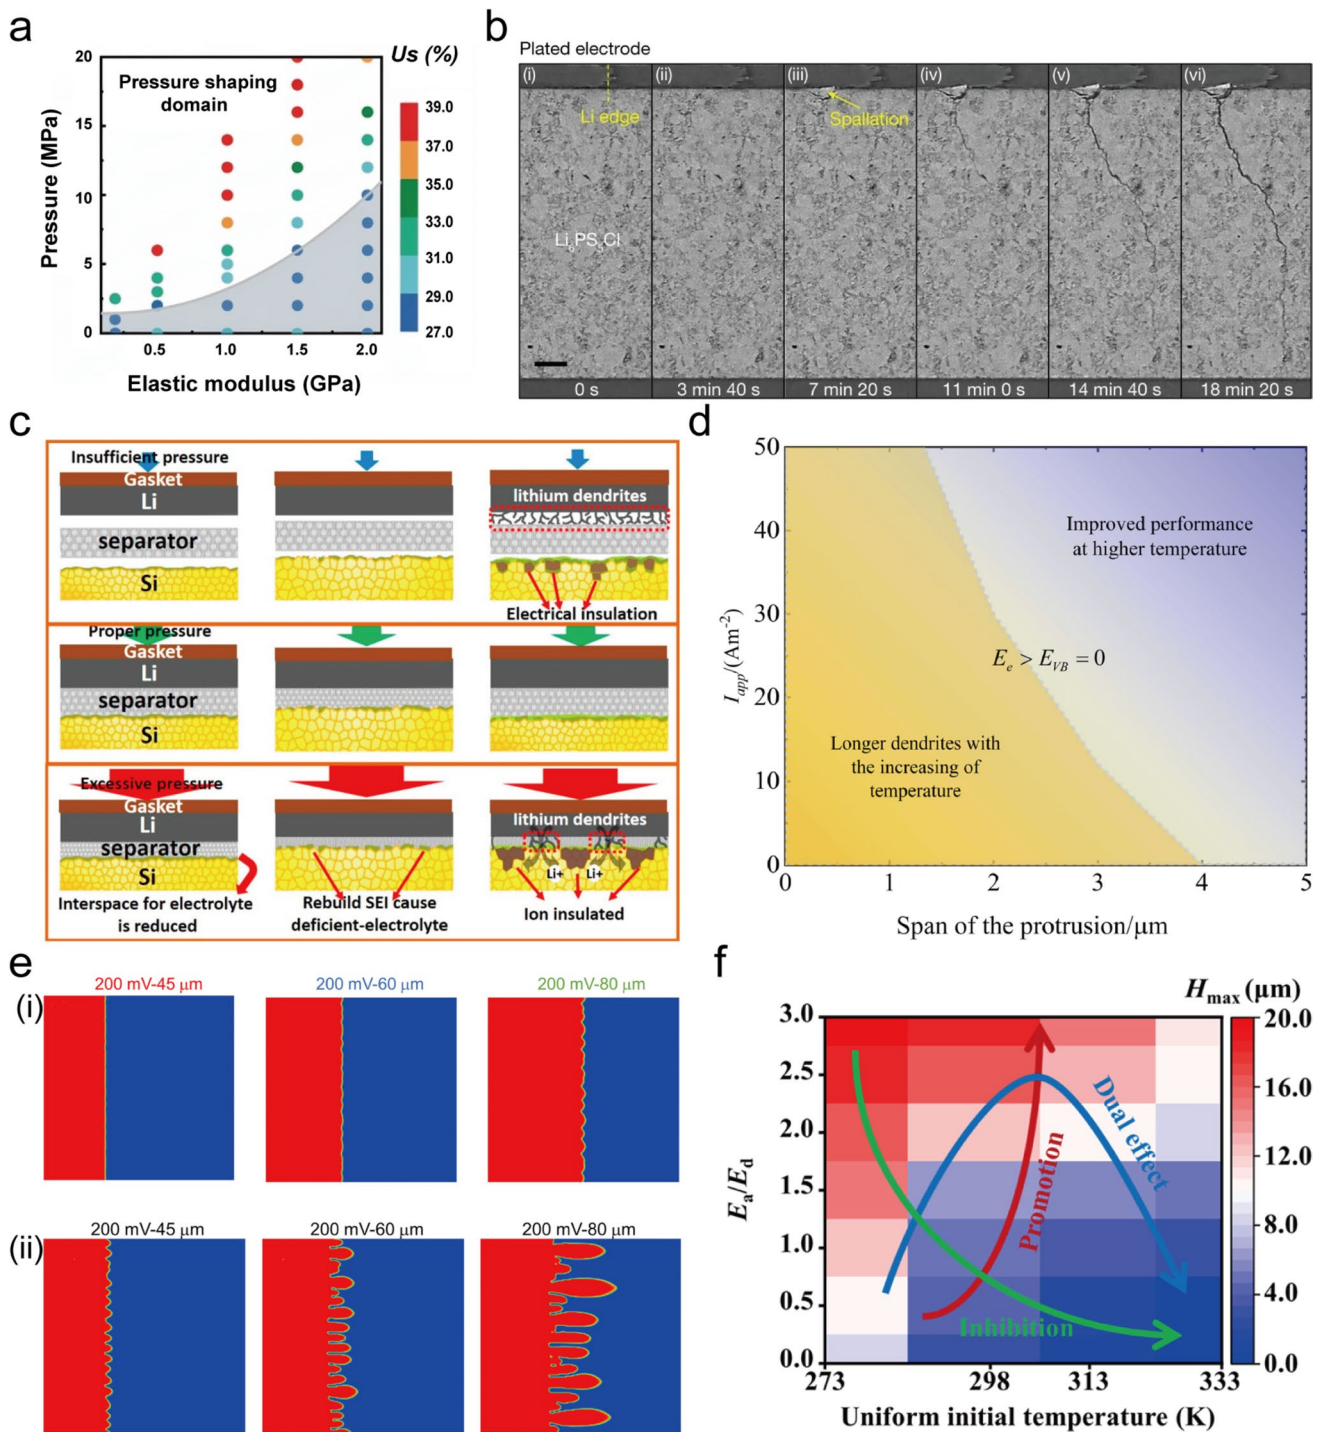 a
Us (%)
Pressure shaping
domain
Pressure (MPa)
20
15
10
5
0
0.5
1.0
1.5
2.0
Elastic modulus (GPa)
39.0
37.0
35.0
33.0
31.0
29.0
27.0
b
Plated electrode
(i)
(ii)
(iii)
(iv)
(v)
(vi)
Li edge
Spallation
Li₆PS₅Cl
0 s
3 min 40 s
7 min 20 s
11 min 0 s
14 min 40 s
18 min 20 s
c
Insufficient pressure
Gasket
Li
separator
Si
lithium dendrites
Electrical insulation
Proper pressure
Gasket
Li
separator
Si
Excessive pressure
Gasket
Li
separator
Si
Interspace for electrolyte
is reduced
Rebuild SEI cause
deficient-electrolyte
lithium dendrites
Li+
Li+
Ion insulated
d
50
40
30
20
10
0
I_app/(Am⁻²)
Improved performance
at higher temperature
E_e > E_VB = 0
Longer dendrites with
the increasing of
temperature
0
1
2
3
4
5
Span of the protrusion/μm
e
(i)
200 mV-45 μm
200 mV-60 μm
200 mV-80 μm
(ii)
200 mV-45 μm
200 mV-60 μm
200 mV-80 μm
f
H_max (μm)
3.0
2.5
2.0
1.5
1.0
0.5
0.0
E_a/E_d
Dual effect
Promotion
Inhibition
273
298
313
333
Uniform initial temperature (K)
20.0
16.0
12.0
8.0
4.0
0.0